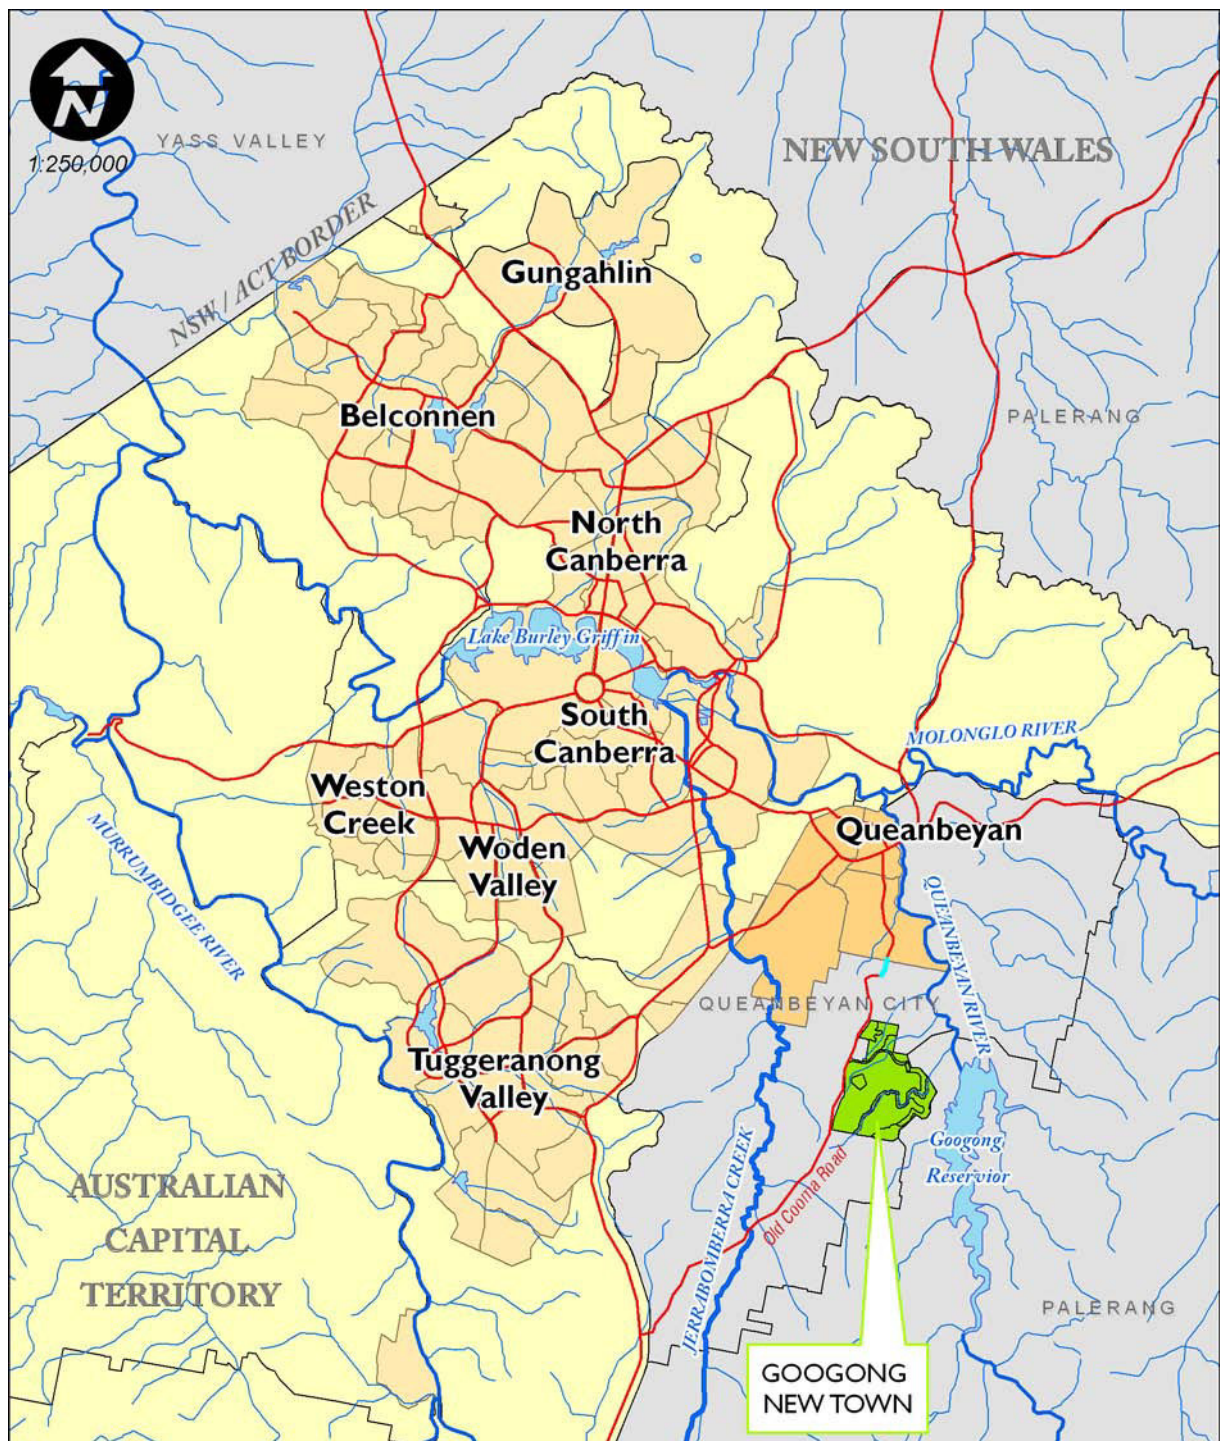 N
1:250,000
YASS VALLEY
NEW SOUTH WALES
NSW / ACT BORDER
Gungahlin
PALERANG
Belconnen
North
Canberra
Lake Burley Griffin
South
Canberra
MOLONGLO RIVER
Weston
Creek
Queanbeyan
Woden
Valley
MURRUMBIDGEE RIVER
QUEANBEYAN RIVER
QUEANBEYAN CITY
Tuggeranong
Valley
Googong
Reservior
JERRABOMBERRA CREEK
Old Cooma Road
AUSTRALIAN
CAPITAL
TERRITORY
PALERANG
GOOGONG
NEW TOWN